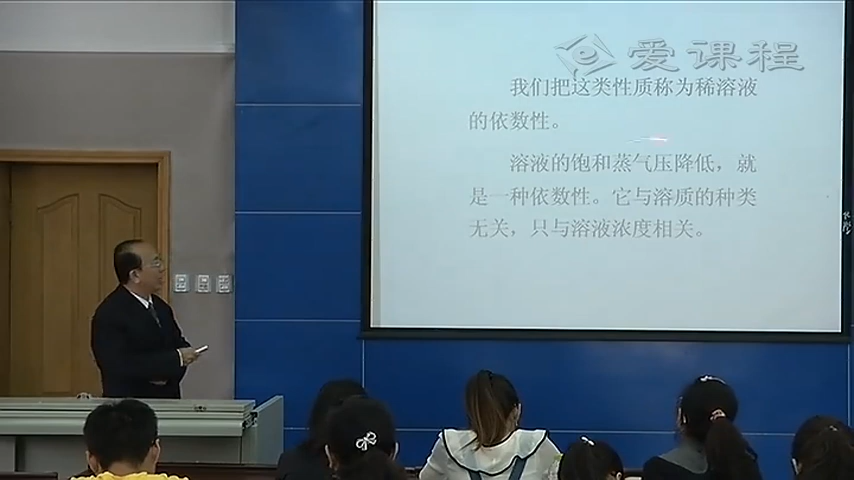 爱课程
我们把这类性质称为稀溶液
的依数性。
溶液的饱和蒸气压降低，就
是一种依数性。它与溶质的种类
无关，只与溶液浓度相关。